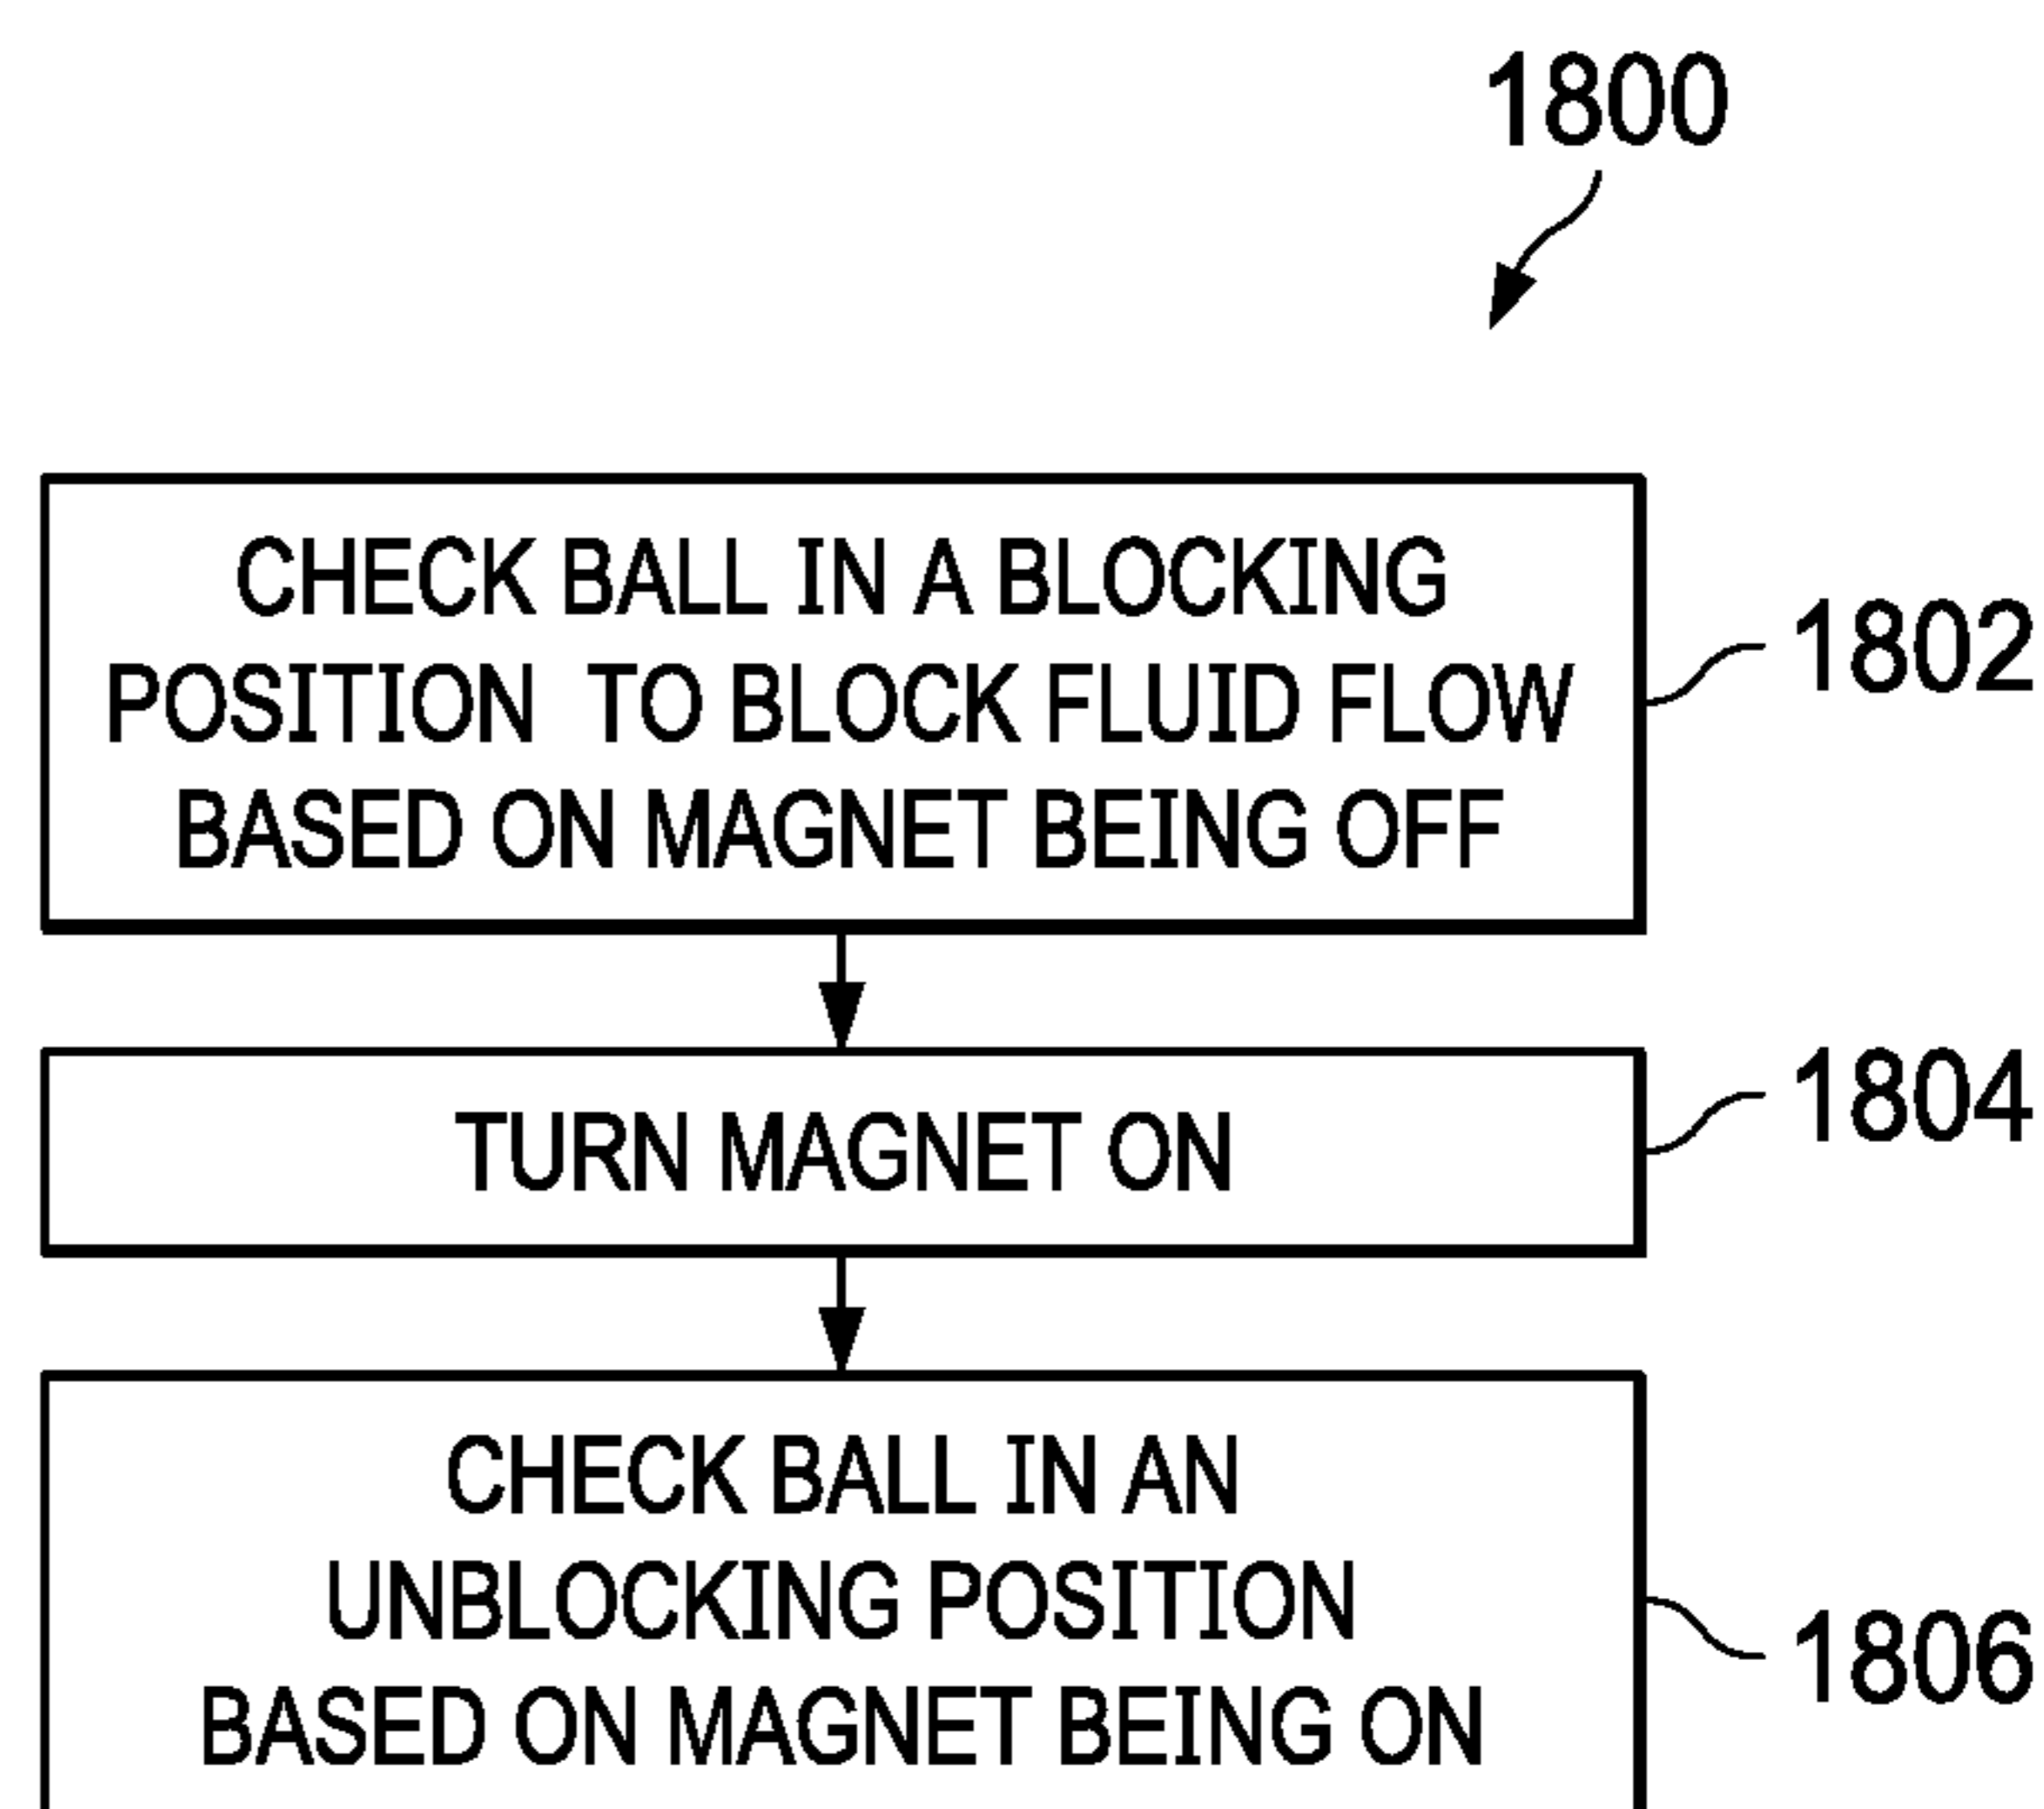 1800
CHECK BALL IN A BLOCKING
POSITION TO BLOCK FLUID FLOW
BASED ON MAGNET BEING OFF
1802
TURN MAGNET ON
1804
CHECK BALL IN AN
UNBLOCKING POSITION
BASED ON MAGNET BEING ON
1806